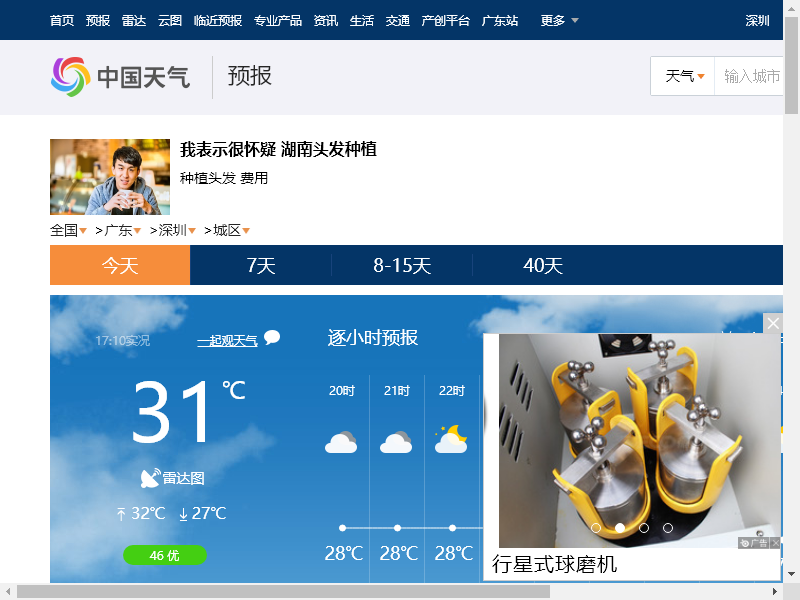 首页 预报 雷达 云图 临近预报 专业产品 资讯 生活 交通 产创平台 广东站 更多 深圳
中国天气 预报 天气 输入城市
我表示很怀疑 湖南头发种植
种植头发 费用
全国 >广东 >深圳 >城区
今天 7天 8-15天 40天
17:10实况 一起观天气 逐小时预报
20时 21时 22时
31 ℃
雷达图
32℃ 27℃
28℃ 28℃ 28℃
46 优
广告
行星式球磨机